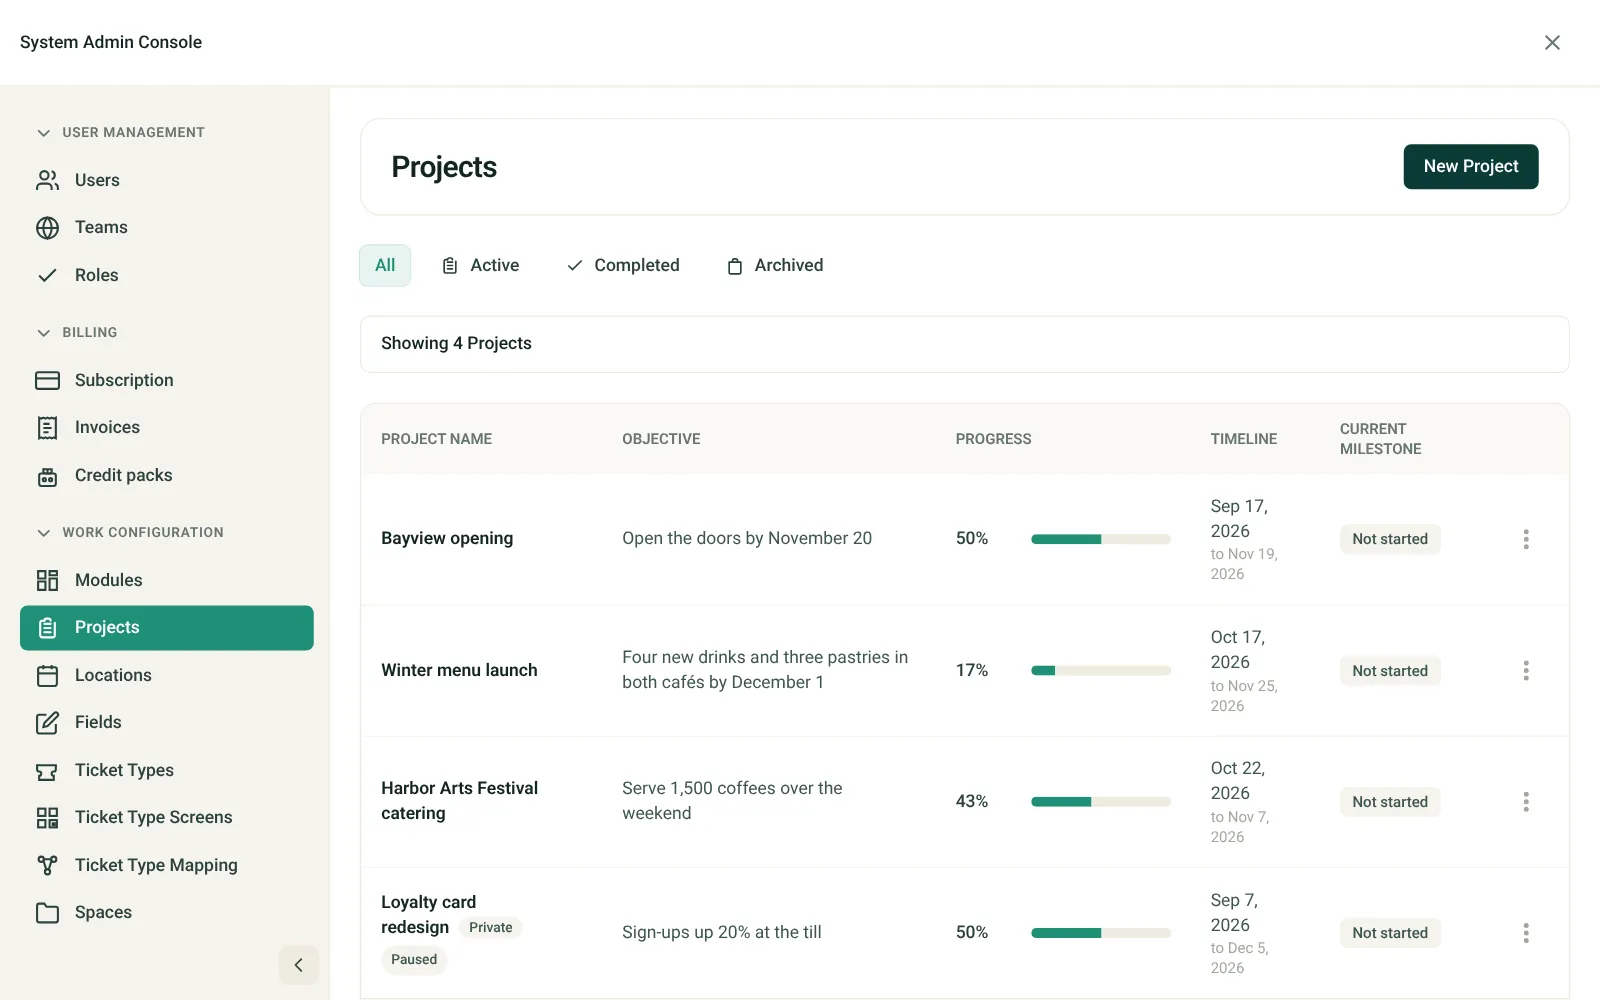 System Admin Console
USER MANAGEMENT
Users
Teams
Roles
BILLING
Subscription
Invoices
Credit packs
WORK CONFIGURATION
Modules
Projects
Locations
Fields
Ticket Types
Ticket Type Screens
Ticket Type Mapping
Spaces
Projects
New Project
All
Active
Completed
Archived
Showing 4 Projects
PROJECT NAME
OBJECTIVE
PROGRESS
TIMELINE
CURRENT
MILESTONE
Bayview opening
Open the doors by November 20
50%
Sep 17,
2026
to Nov 19,
2026
Not started
Winter menu launch
Four new drinks and three pastries in
both cafés by December 1
17%
Oct 17,
2026
to Nov 25,
2026
Not started
Harbor Arts Festival
catering
Serve 1,500 coffees over the
weekend
43%
Oct 22,
2026
to Nov 7,
2026
Not started
Loyalty card
redesign
Private
Paused
Sign-ups up 20% at the till
50%
Sep 7,
2026
to Dec 5,
2026
Not started